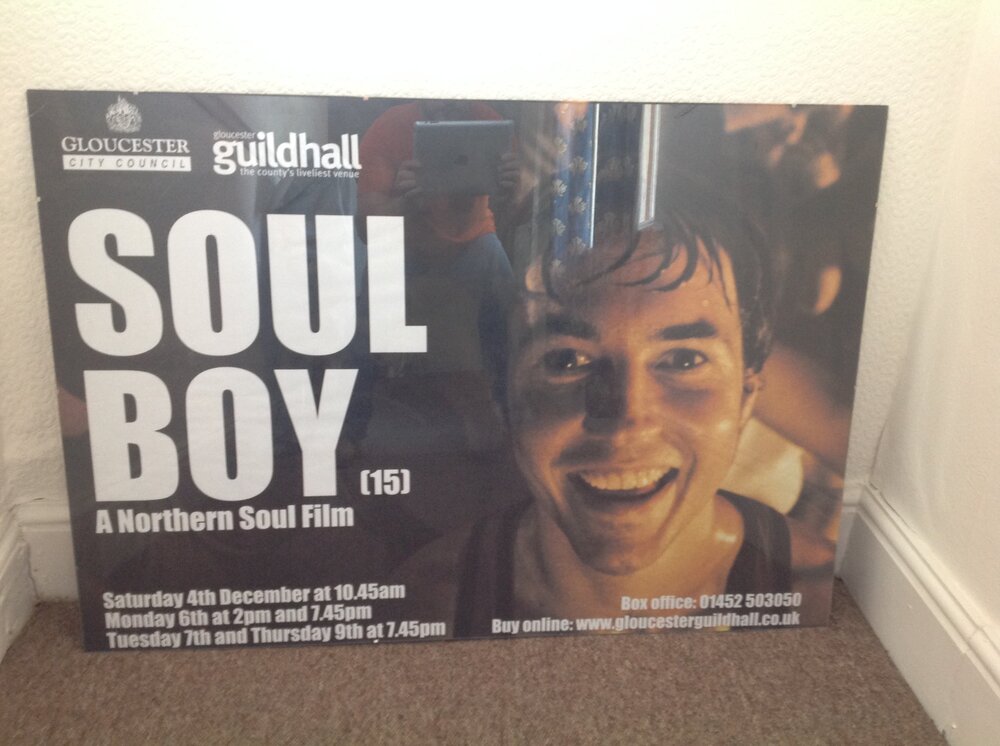 GLOUCESTER
CITY COUNCIL
gloucester
guildhall
the county's liveliest venue
SOUL
BOY (15)
A Northern Soul Film
Saturday 4th December at 10.45am
Monday 6th at 2pm and 7.45pm
Tuesday 7th and Thursday 9th at 7.45pm
Box office: 01452 503050
Buy online: www.gloucesterguildhall.co.uk